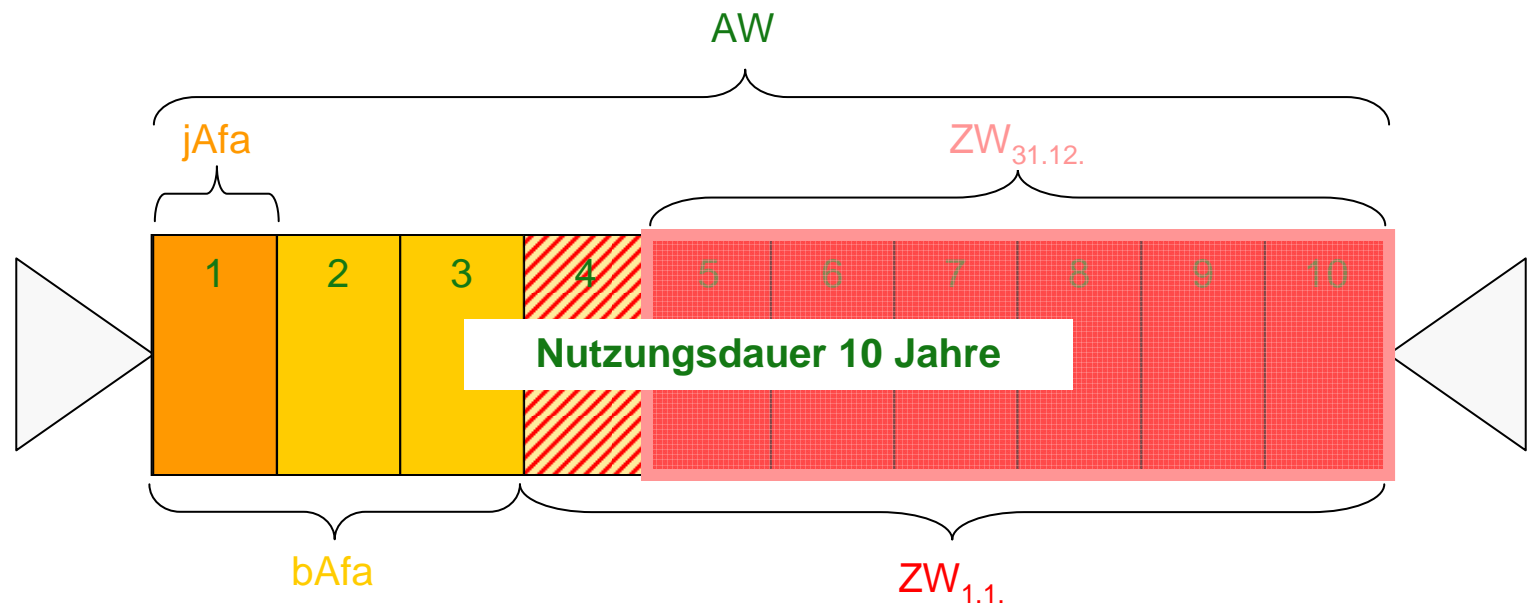 AW
jAfa
ZW31.12.
1 2 3 4 5 6 7 8 9 10
Nutzungsdauer 10 Jahre
bAfa
ZW1.1.